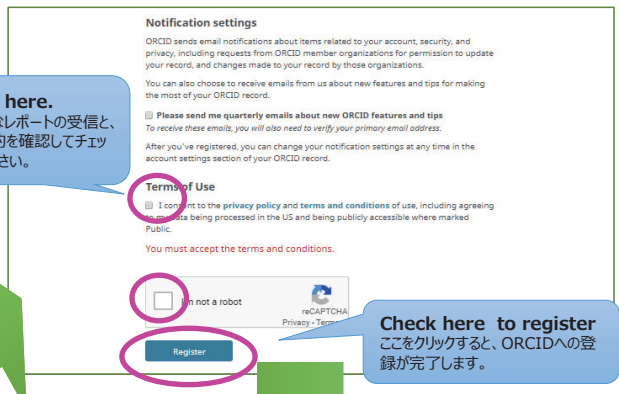 Notification settings
ORCID sends email notifications about items related to your account, security, and
privacy, including requests from ORCID member organizations for permission to update
your record, and changes made to your record by those organizations.
You can also choose to receive emails from us about new features and tips for making
the most of your ORCID record.
Please send me quarterly emails about new ORCID features and tips
To receive these emails, you will also need to verify your primary email address.
After you've registered, you can change your notification settings at any time in the
account settings section of your ORCID record.
here.
なレポートの受信と、
約を確認してチェッ
さい。
Terms of Use
I consent to the privacy policy and terms and conditions of use, including agreeing
to my data being processed in the US and being publicly accessible where marked
Public.
You must accept the terms and conditions.
I'm not a robot
reCAPTCHA
Privacy - Terms
Register
Check here to register
ここをクリックすると、ORCIDへの登
録が完了します。